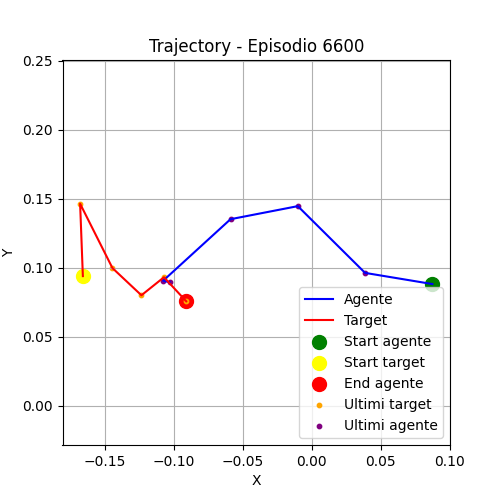 Trajectory - Episodio 6600
0.25
0.20
0.15
0.10
0.05
0.00
Y
−0.15
−0.10
−0.05
0.00
0.05
0.10
X
Agente
Target
Start agente
Start target
End agente
Ultimi target
Ultimi agente